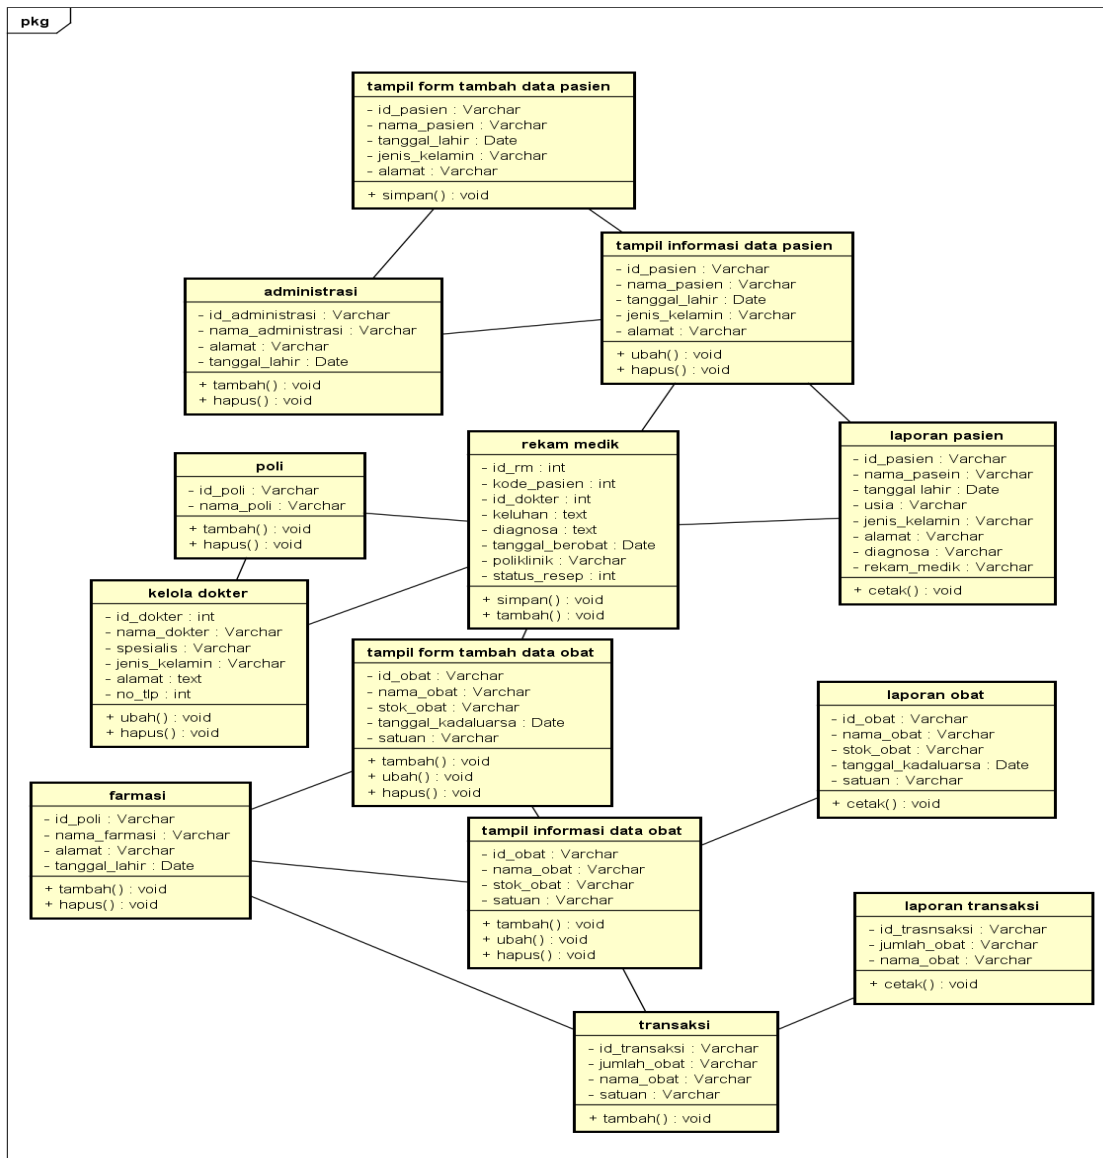 pkg
tampil form tambah data pasien
- id_pasien : Varchar
- nama_pasien : Varchar
- tanggal_lahir : Date
- jenis_kelamin : Varchar
- alamat : Varchar
+ simpan() : void
tampil informasi data pasien
- id_pasien : Varchar
- nama_pasien : Varchar
- tanggal_lahir : Date
- jenis_kelamin : Varchar
- alamat : Varchar
+ ubah() : void
+ hapus() : void
administrasi
- id_administrasi : Varchar
- nama_administrasi : Varchar
- alamat : Varchar
- tanggal_lahir : Date
+ tambah() : void
+ hapus() : void
laporan pasien
- id_pasien : Varchar
- nama_pasein : Varchar
- tanggal lahir : Date
- usia : Varchar
- jenis_kelamin : Varchar
- alamat : Varchar
- diagnosa : Varchar
- rekam_medik : Varchar
+ cetak() : void
rekam medik
- id_rm : int
- kode_pasien : int
- id_dokter : int
- keluhan : text
- diagnosa : text
- tanggal_berobat : Date
- poliklinik : Varchar
- status_resep : int
+ simpan() : void
+ tambah() : void
poli
- id_poli : Varchar
- nama_poli : Varchar
+ tambah() : void
+ hapus() : void
kelola dokter
- id_dokter : int
- nama_dokter : Varchar
- spesialis : Varchar
- jenis_kelamin : Varchar
- alamat : text
- no_tlp : int
+ ubah() : void
+ hapus() : void
tampil form tambah data obat
- id_obat : Varchar
- nama_obat : Varchar
- stok_obat : Varchar
- tanggal_kadaluarsa : Date
- satuan : Varchar
+ tambah() : void
+ ubah() : void
+ hapus() : void
laporan obat
- id_obat : Varchar
- nama_obat : Varchar
- stok_obat : Varchar
- tanggal_kadaluarsa : Date
- satuan : Varchar
+ cetak() : void
farmasi
- id_poli : Varchar
- nama_farmasi : Varchar
- alamat : Varchar
- tanggal_lahir : Date
+ tambah() : void
+ hapus() : void
tampil informasi data obat
- id_obat : Varchar
- nama_obat : Varchar
- stok_obat : Varchar
- satuan : Varchar
+ tambah() : void
+ ubah() : void
+ hapus() : void
laporan transaksi
- id_trasnsaksi : Varchar
- jumlah_obat : Varchar
- nama_obat : Varchar
+ cetak() : void
transaksi
- id_transaksi : Varchar
- jumlah_obat : Varchar
- nama_obat : Varchar
- satuan : Varchar
+ tambah() : void